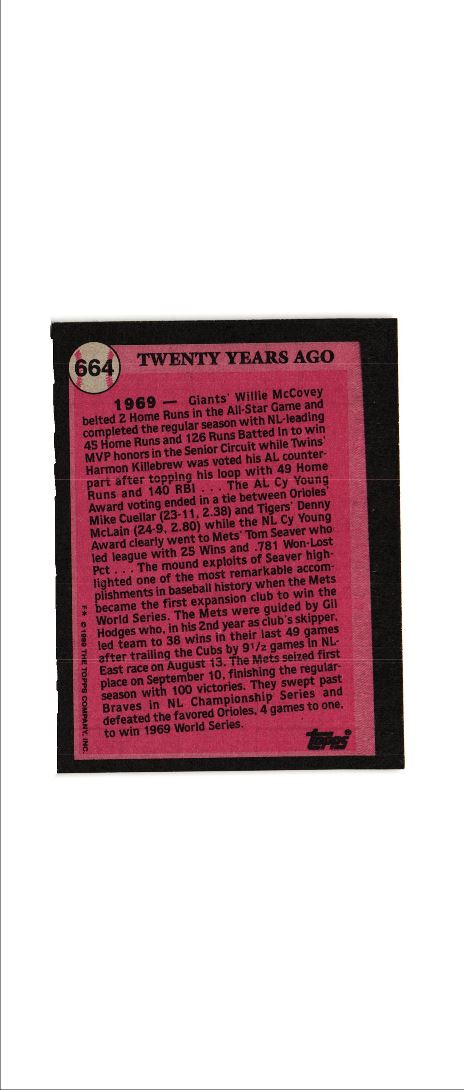 664
TWENTY YEARS AGO
1969 — Giants' Willie McCovey
belted 2 Home Runs in the All-Star Game and
completed the regular season with NL-leading
45 Home Runs and 126 Runs Batted In to win
MVP honors in the Senior Circuit while Twins'
Harmon Killebrew was voted his AL counter-
part after topping his loop with 49 Home
Runs and 140 RBI . . . The AL Cy Young
Award voting ended in a tie between Orioles'
Mike Cuellar (23-11, 2.38) and Tigers' Denny
McLain (24-9, 2.80) while the NL Cy Young
Award clearly went to Mets' Tom Seaver who
led league with 25 Wins and .781 Won-Lost
Pct . . . The mound exploits of Seaver high-
lighted one of the most remarkable accom-
plishments in baseball history when the Mets
became the first expansion club to win the
World Series. The Mets were guided by Gil
Hodges who, in his 2nd year as club's skipper,
led team to 38 wins in their last 49 games
after trailing the Cubs by 9 1/2 games in NL-
East race on August 13. The Mets seized first
place on September 10, finishing the regular-
season with 100 victories. They swept past
Braves in NL Championship Series and
defeated the favored Orioles, 4 games to one,
to win 1969 World Series.
F★ © 1989 THE TOPPS COMPANY, INC.
topps®